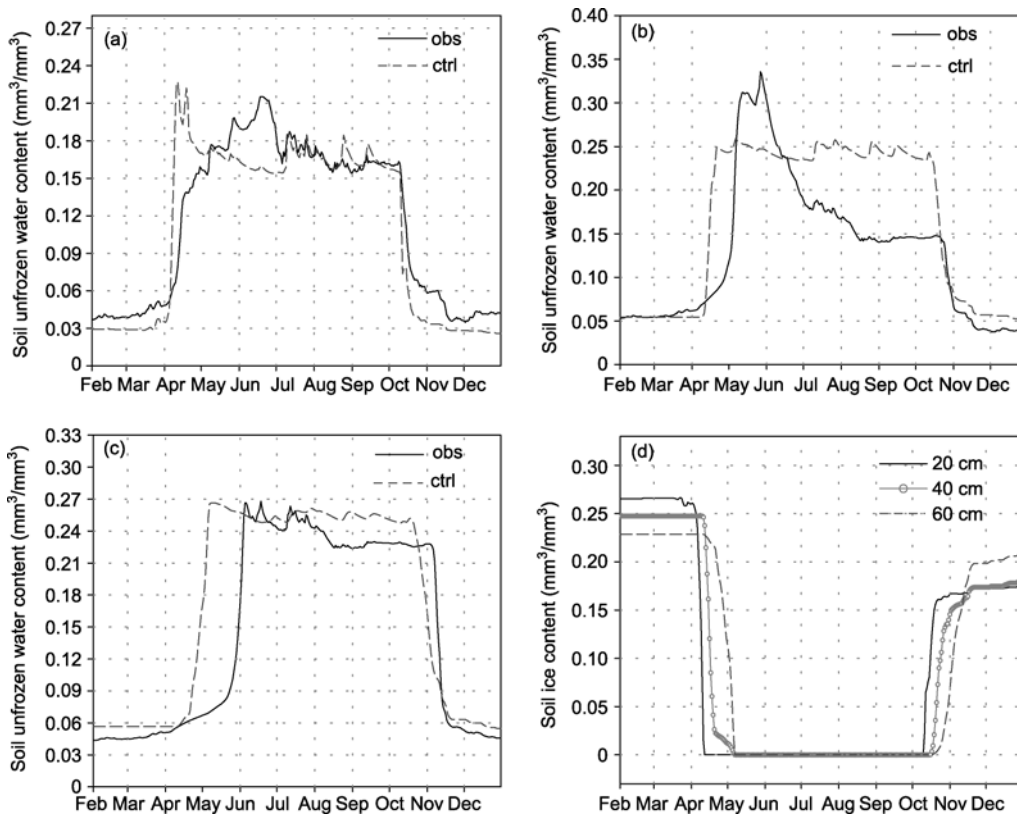 (a)
obs
ctrl
Soil unfrozen water content (mm³/mm³)
0.27
0.24
0.21
0.18
0.15
0.12
0.09
0.06
0.03
0
Feb Mar Apr May Jun Jul Aug Sep Oct Nov Dec
(b)
obs
ctrl
Soil unfrozen water content (mm³/mm³)
0.40
0.35
0.30
0.25
0.20
0.15
0.10
0.05
0
Feb Mar Apr May Jun Jul Aug Sep Oct Nov Dec
(c)
obs
ctrl
Soil unfrozen water content (mm³/mm³)
0.33
0.30
0.27
0.24
0.21
0.18
0.15
0.12
0.09
0.06
0.03
0
Feb Mar Apr May Jun Jul Aug Sep Oct Nov Dec
(d)
20 cm
40 cm
60 cm
Soil ice content (mm³/mm³)
0.30
0.25
0.20
0.15
0.10
0.05
0
Feb Mar Apr May Jun Jul Aug Sep Oct Nov Dec